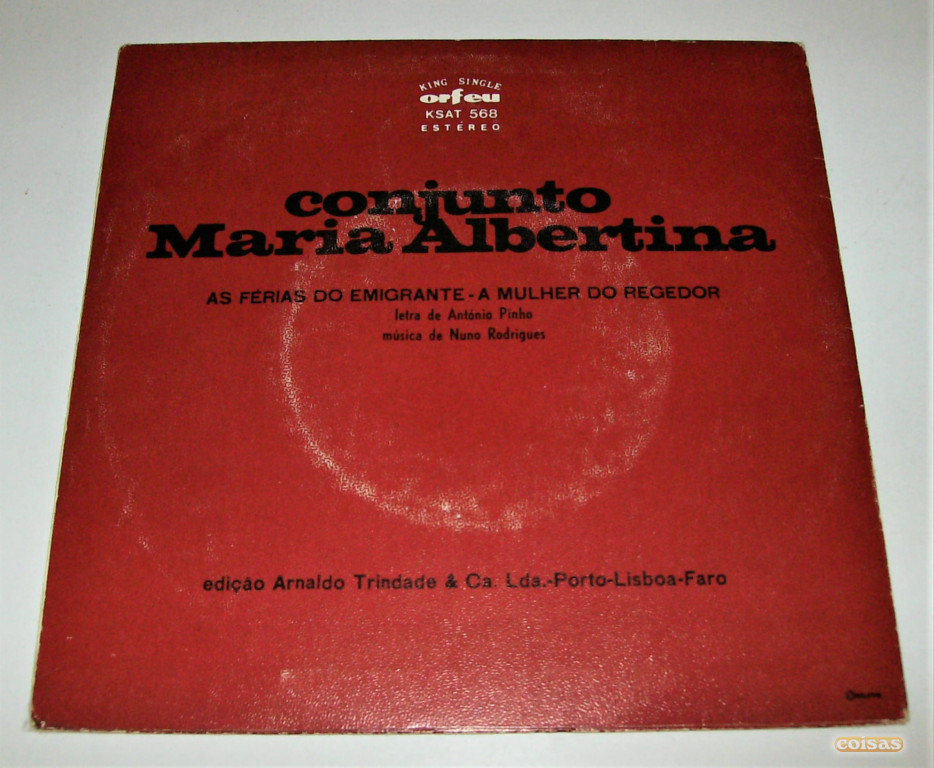 KING SINGLE
orfeu
KSAT 568
ESTÉREO
conjunto
Maria Albertina
AS FÉRIAS DO EMIGRANTE - A MULHER DO REGEDOR
letra de António Pinho
música de Nuno Rodrigues
edição Arnaldo Trindade & Ca. Lda.-Porto-Lisboa-Faro
coisas